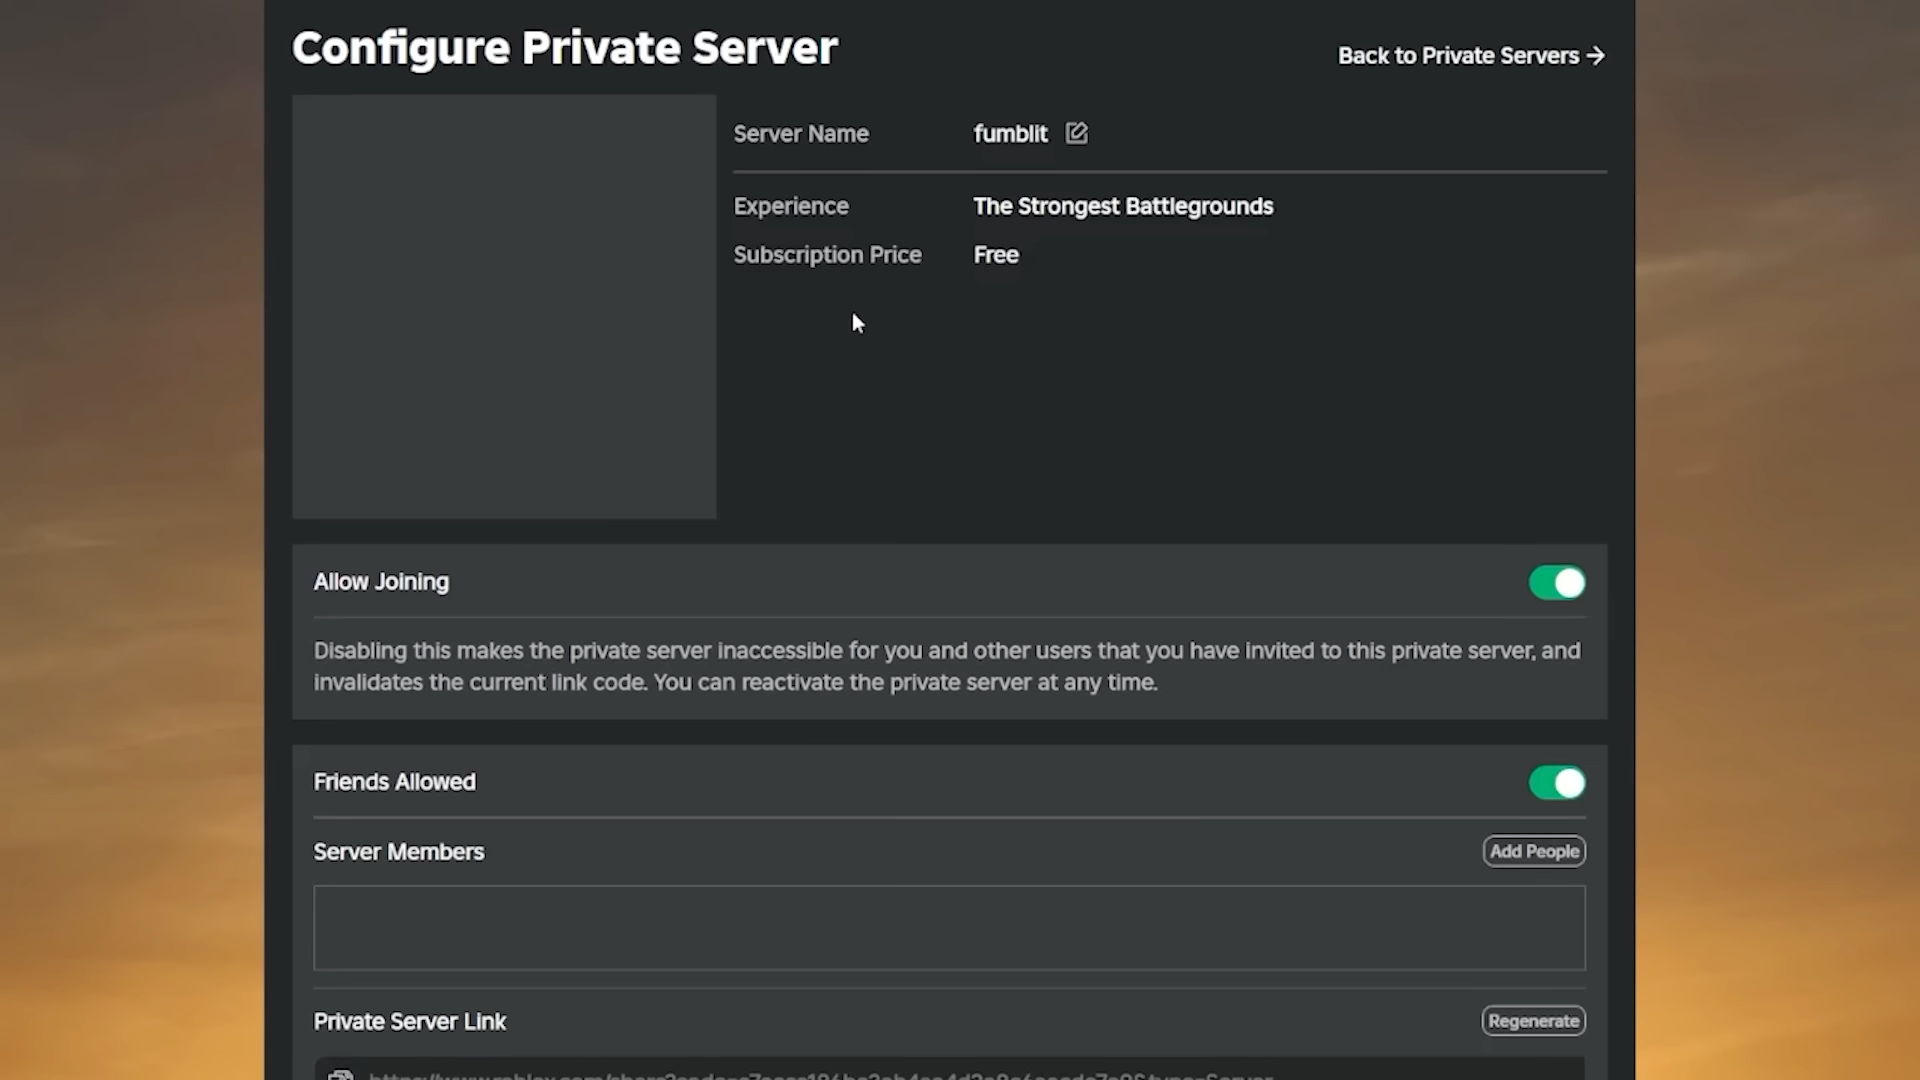 Configure Private Server
Back to Private Servers →
Server Name fumblit
Experience The Strongest Battlegrounds
Subscription Price Free
Allow Joining
Disabling this makes the private server inaccessible for you and other users that you have invited to this private server, and
invalidates the current link code. You can reactivate the private server at any time.
Friends Allowed
Server Members
Add People
Private Server Link
Regenerate